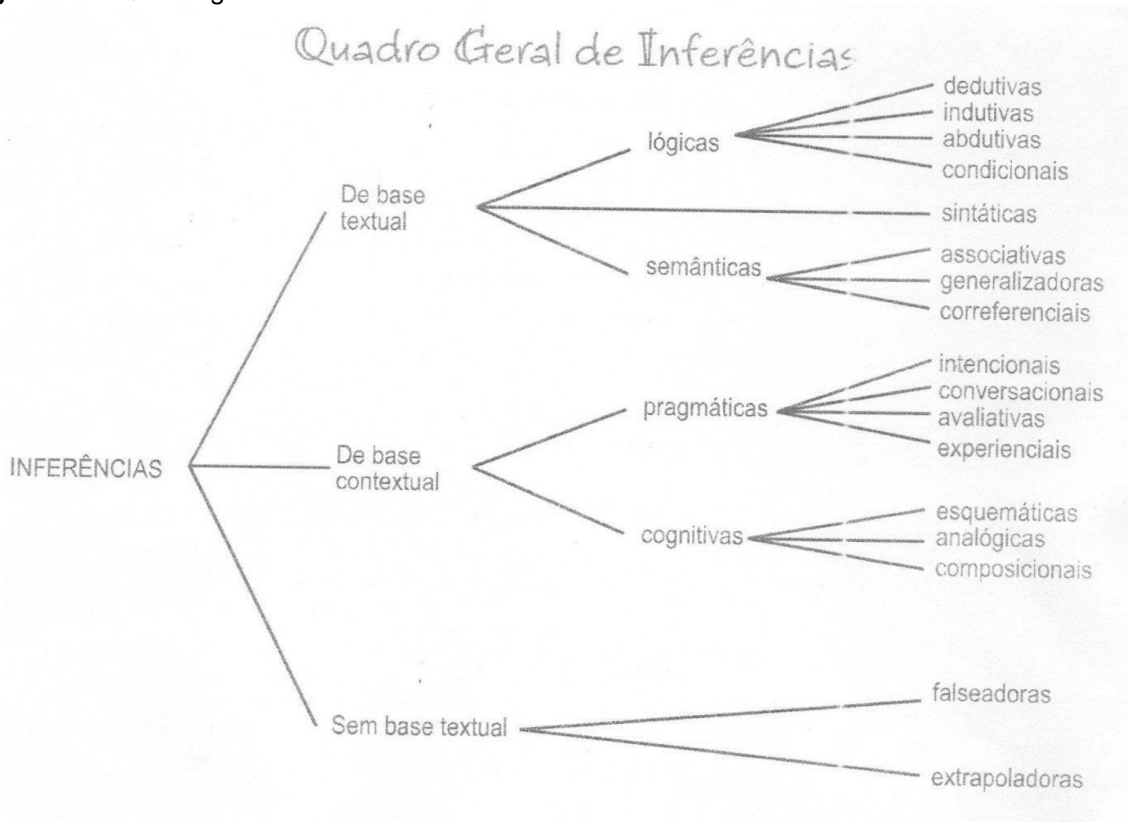 Quadro Geral de Inferências
dedutivas
indutivas
lógicas
abdutivas
condicionais
De base
textual
sintáticas
associativas
semânticas
generalizadoras
correferenciais
intencionais
conversacionais
pragmáticas
avaliativas
experienciais
INFERÊNCIAS
De base
contextual
esquemáticas
cognitivas
analógicas
composicionais
falseadoras
Sem base textual
extrapoladoras